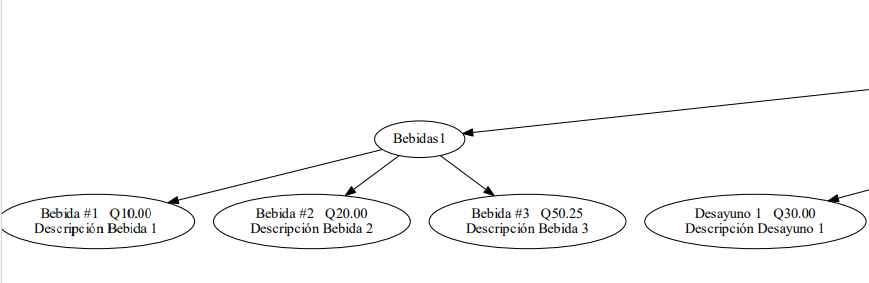 Bebidas1
Bebida #1 Q10.00
Descripción Bebida 1
Bebida #2 Q20.00
Descripción Bebida 2
Bebida #3 Q50.25
Descripción Bebida 3
Desayuno 1 Q30.00
Descripción Desayuno 1